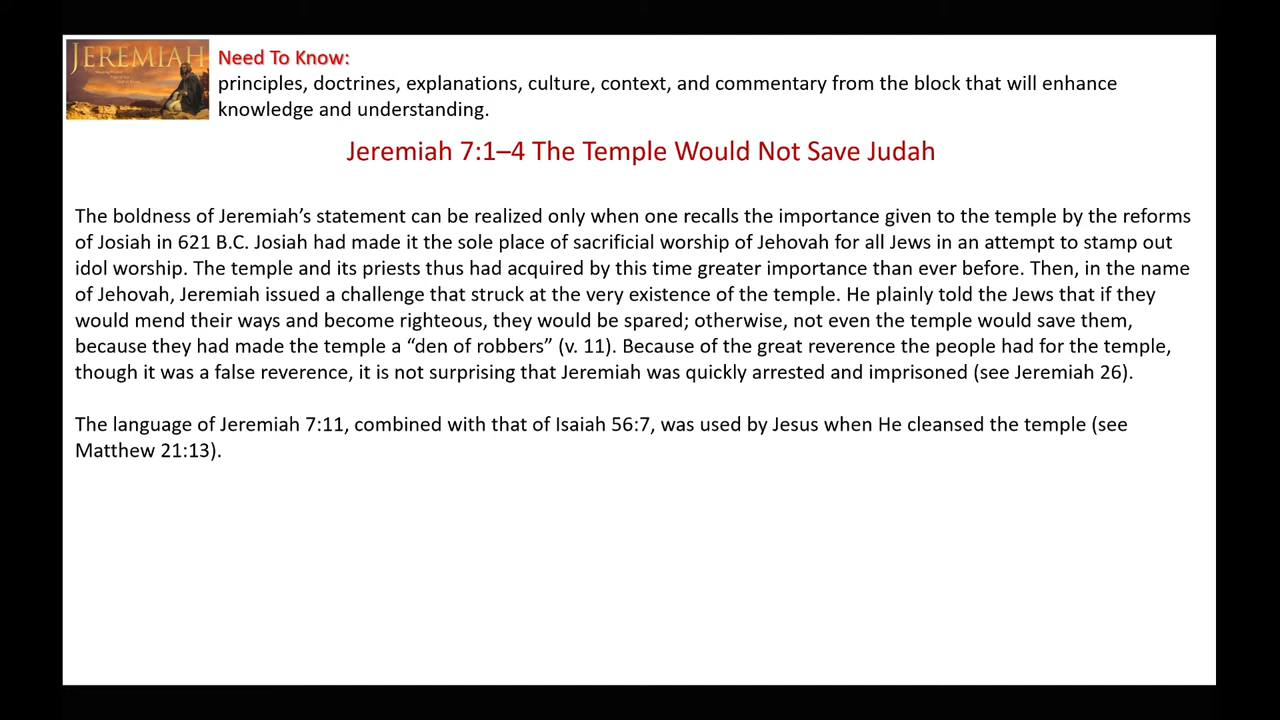 JEREMIAH
Need To Know:
principles, doctrines, explanations, culture, context, and commentary from the block that will enhance
knowledge and understanding.
Jeremiah 7:1–4 The Temple Would Not Save Judah
The boldness of Jeremiah’s statement can be realized only when one recalls the importance given to the temple by the reforms
of Josiah in 621 B.C. Josiah had made it the sole place of sacrificial worship of Jehovah for all Jews in an attempt to stamp out
idol worship. The temple and its priests thus had acquired by this time greater importance than ever before. Then, in the name
of Jehovah, Jeremiah issued a challenge that struck at the very existence of the temple. He plainly told the Jews that if they
would mend their ways and become righteous, they would be spared; otherwise, not even the temple would save them,
because they had made the temple a “den of robbers” (v. 11). Because of the great reverence the people had for the temple,
though it was a false reverence, it is not surprising that Jeremiah was quickly arrested and imprisoned (see Jeremiah 26).
The language of Jeremiah 7:11, combined with that of Isaiah 56:7, was used by Jesus when He cleansed the temple (see
Matthew 21:13).